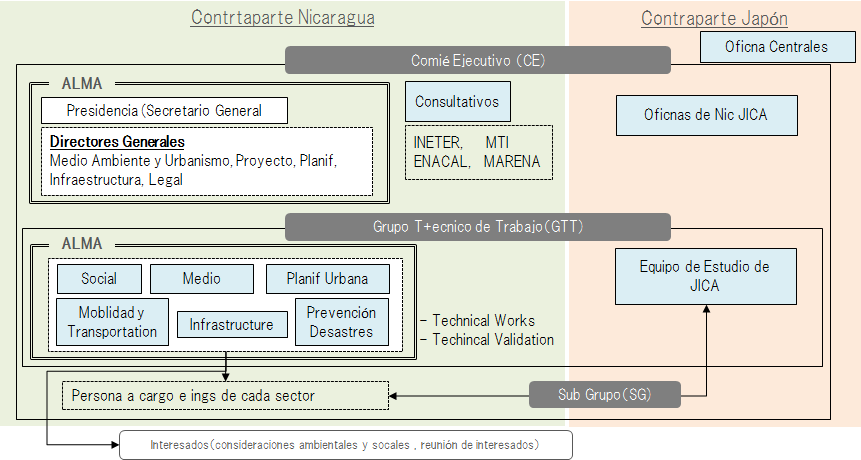 Contrtaparte Nicaragua
Contraparte Japón
Oficna Centrales
Comié Ejecutivo (CE)
ALMA
Presidencia(Secretario General
Consultativos
Oficnas de Nic JICA
Directores Generales
Medio Ambiente y Urbanismo, Proyecto, Planif,
Infraestructura, Legal
INETER, MTI
ENACAL, MARENA
Grupo T+ecnico de Trabajo(GTT)
ALMA
Social
Medio
Planif Urbana
Equipo de Estudio de
JICA
Moblidad y
Transportation
Infrastructure
Prevención
Desastres
- Technical Works
- Techincal Validation
Persona a cargo e ings de cada sector
Sub Grupo(SG)
Interesados(consideraciones ambientales y socales , reunión de interesados)